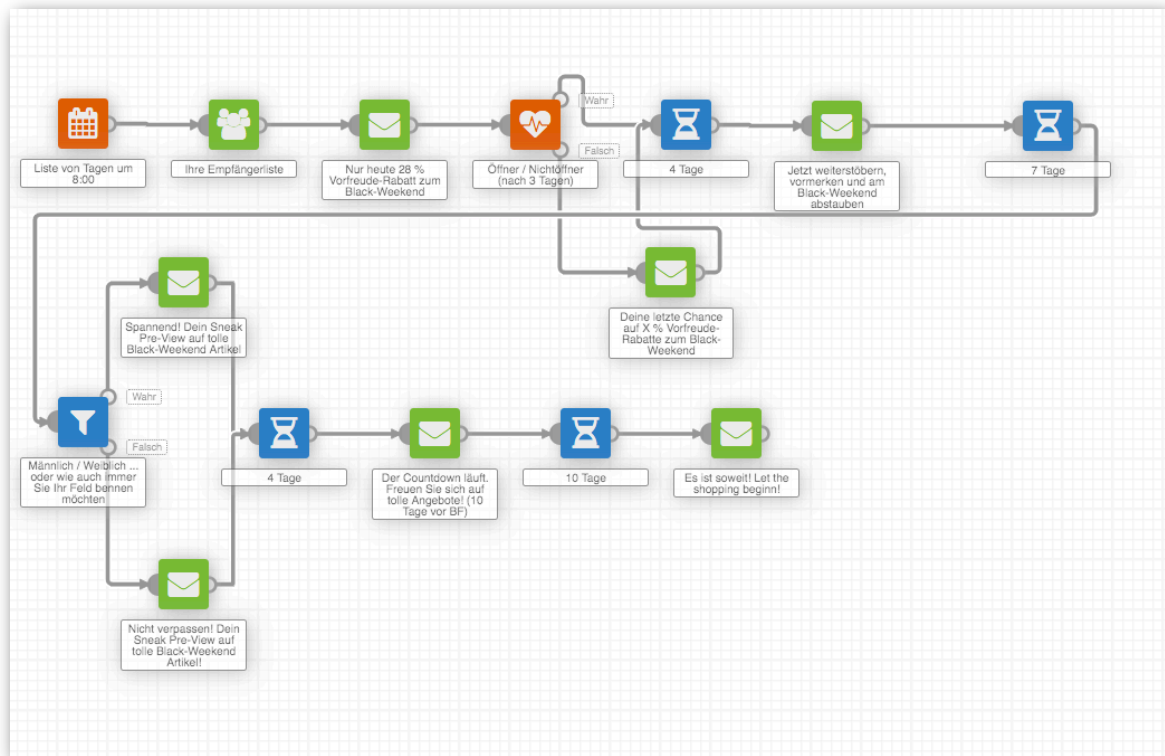 Wahr
Falsch
Liste von Tagen um
8:00
Ihre Empfängerliste
Nur heute 28 %
Vorfreude-Rabatt zum
Black-Weekend
Öffner / Nichtöffner
(nach 3 Tagen)
4 Tage
Jetzt weiterstöbern,
vormerken und am
Black-Weekend
abstauben
7 Tage
Deine letzte Chance
auf X % Vorfreude-
Rabatte zum Black-
Weekend
Spannend! Dein Sneak
Pre-View auf tolle
Black-Weekend Artikel
Wahr
Falsch
Männlich / Weiblich ...
oder wie auch immer
Sie Ihr Feld bennen
möchten
4 Tage
Der Countdown läuft.
Freuen Sie sich auf
tolle Angebote! (10
Tage vor BF)
10 Tage
Es ist soweit! Let the
shopping beginn!
Nicht verpassen! Dein
Sneak Pre-View auf
tolle Black-Weekend
Artikel!